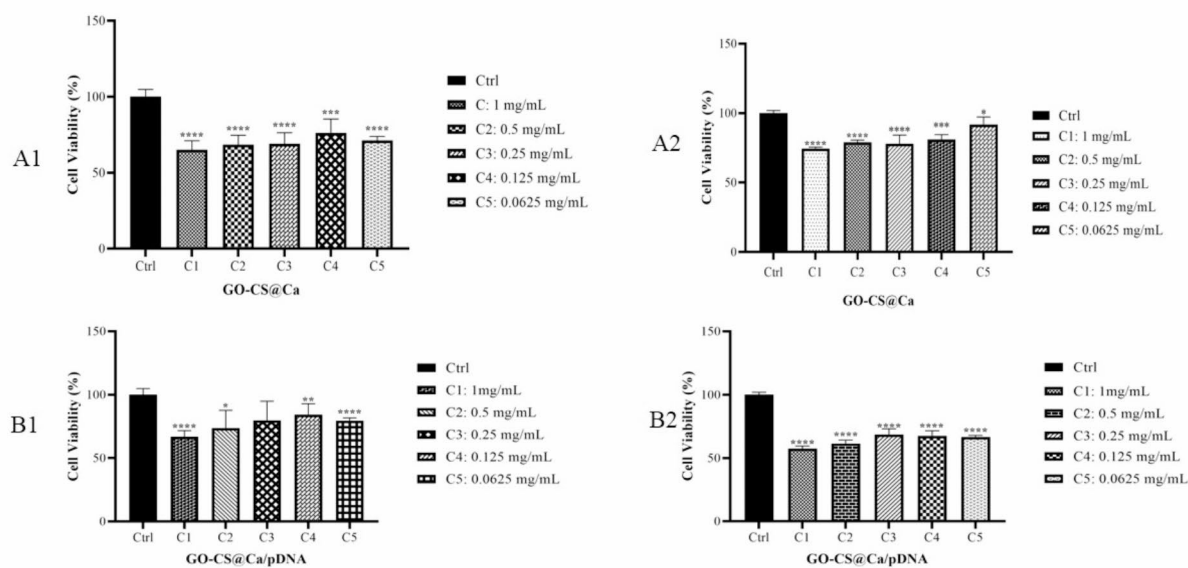 A1
Cell Viability (%)
150
100
50
0
****
****
****
***
****
Ctrl C1 C2 C3 C4 C5
GO-CS@Ca
Ctrl
C: 1 mg/mL
C2: 0.5 mg/mL
C3: 0.25 mg/mL
C4: 0.125 mg/mL
C5: 0.0625 mg/mL
A2
Cell Viability (%)
150
100
50
0
****
****
****
***
*
Ctrl C1 C2 C3 C4 C5
GO-CS@Ca
Ctrl
C1: 1 mg/mL
C2: 0.5 mg/mL
C3: 0.25 mg/mL
C4: 0.125 mg/mL
C5: 0.0625 mg/mL
B1
Cell Viability (%)
150
100
50
0
****
*
**
****
Ctrl C1 C2 C3 C4 C5
GO-CS@Ca/pDNA
Ctrl
C1: 1mg/mL
C2: 0.5 mg/mL
C3: 0.25 mg/mL
C4: 0.125 mg/mL
C5: 0.0625 mg/mL
B2
Cell Viability (%)
150
100
50
0
****
****
****
****
****
Ctrl C1 C2 C3 C4 C5
GO-CS@Ca/pDNA
Ctrl
C1: 1mg/mL
C2: 0.5 mg/mL
C3: 0.25 mg/mL
C4: 0.125 mg/mL
C5: 0.0625 mg/mL